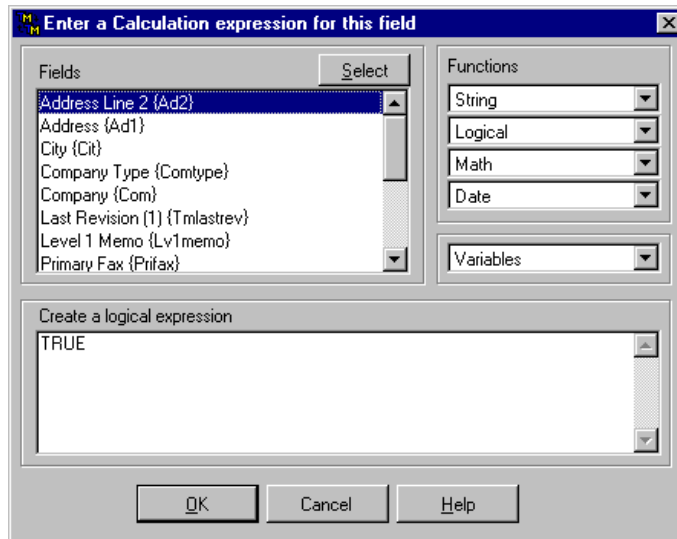 MM Enter a Calculation expression for this field
Fields
Select
Address Line 2 {Ad2}
Address {Ad1}
City {Cit}
Company Type {Comtype}
Company {Com}
Last Revision (1) {Tmlastrev}
Level 1 Memo {Lv1memo}
Primary Fax {Prifax}
Functions
String
Logical
Math
Date
Variables
Create a logical expression
TRUE
OK
Cancel
Help